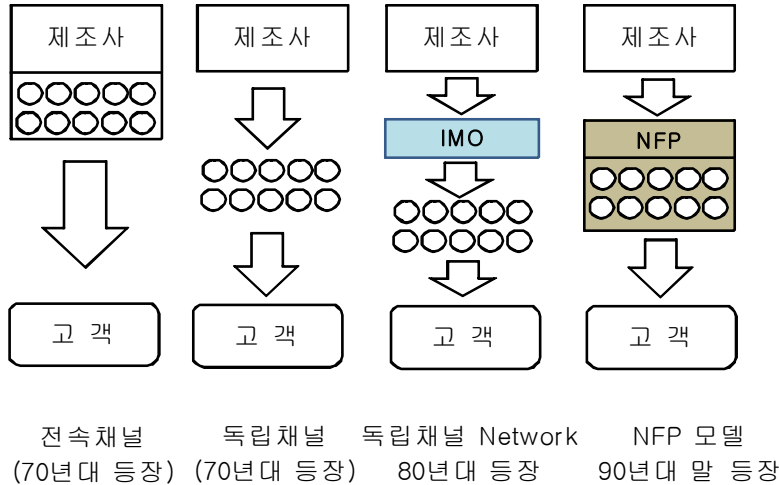 제조사 제조사 제조사 제조사
IMO NFP
고 객 고 객 고 객 고 객
전속채널 독립채널 독립채널 Network NFP 모델
(70년대 등장) (70년대 등장) 80년대 등장 90년대 말 등장